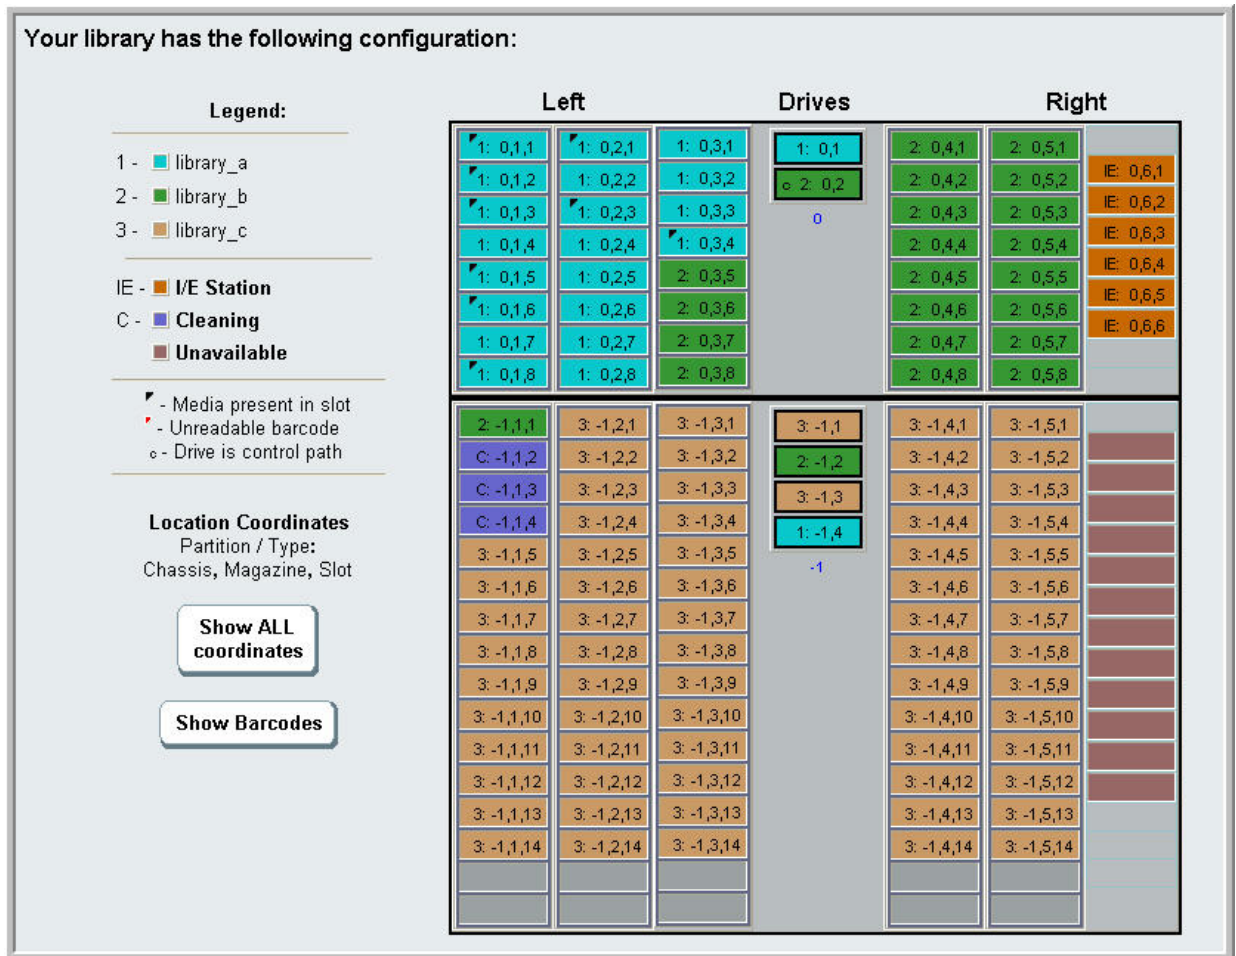 Your library has the following configuration:
Left Drives Right
Legend:
1 - library_a
2 - library_b
3 - library_c
IE - I/E Station
C - Cleaning
Unavailable
- Media present in slot
- Unreadable barcode
c - Drive is control path
Location Coordinates
Partition / Type:
Chassis, Magazine, Slot
Show ALL
coordinates
Show Barcodes
1: 0,1,1 1: 0,2,1 1: 0,3,1 1: 0,1 2: 0,4,1 2: 0,5,1
IE: 0,6,1
1: 0,1,2 1: 0,2,2 1: 0,3,2 c 2: 0,2 2: 0,4,2 2: 0,5,2
IE: 0,6,2
1: 0,1,3 1: 0,2,3 1: 0,3,3 0 2: 0,4,3 2: 0,5,3
IE: 0,6,3
1: 0,1,4 1: 0,2,4 1: 0,3,4 2: 0,4,4 2: 0,5,4
IE: 0,6,4
1: 0,1,5 1: 0,2,5 2: 0,3,5 2: 0,4,5 2: 0,5,5
IE: 0,6,5
1: 0,1,6 1: 0,2,6 2: 0,3,6 2: 0,4,6 2: 0,5,6
IE: 0,6,6
1: 0,1,7 1: 0,2,7 2: 0,3,7 2: 0,4,7 2: 0,5,7
1: 0,1,8 1: 0,2,8 2: 0,3,8 2: 0,4,8 2: 0,5,8
2: -1,1,1 3: -1,2,1 3: -1,3,1 3: -1,1 3: -1,4,1 3: -1,5,1
C: -1,1,2 3: -1,2,2 3: -1,3,2 2: -1,2 3: -1,4,2 3: -1,5,2
C: -1,1,3 3: -1,2,3 3: -1,3,3 3: -1,3 3: -1,4,3 3: -1,5,3
C: -1,1,4 3: -1,2,4 3: -1,3,4 1: -1,4 3: -1,4,4 3: -1,5,4
3: -1,1,5 3: -1,2,5 3: -1,3,5 -1 3: -1,4,5 3: -1,5,5
3: -1,1,6 3: -1,2,6 3: -1,3,6 3: -1,4,6 3: -1,5,6
3: -1,1,7 3: -1,2,7 3: -1,3,7 3: -1,4,7 3: -1,5,7
3: -1,1,8 3: -1,2,8 3: -1,3,8 3: -1,4,8 3: -1,5,8
3: -1,1,9 3: -1,2,9 3: -1,3,9 3: -1,4,9 3: -1,5,9
3: -1,1,10 3: -1,2,10 3: -1,3,10 3: -1,4,10 3: -1,5,10
3: -1,1,11 3: -1,2,11 3: -1,3,11 3: -1,4,11 3: -1,5,11
3: -1,1,12 3: -1,2,12 3: -1,3,12 3: -1,4,12 3: -1,5,12
3: -1,1,13 3: -1,2,13 3: -1,3,13 3: -1,4,13 3: -1,5,13
3: -1,1,14 3: -1,2,14 3: -1,3,14 3: -1,4,14 3: -1,5,14